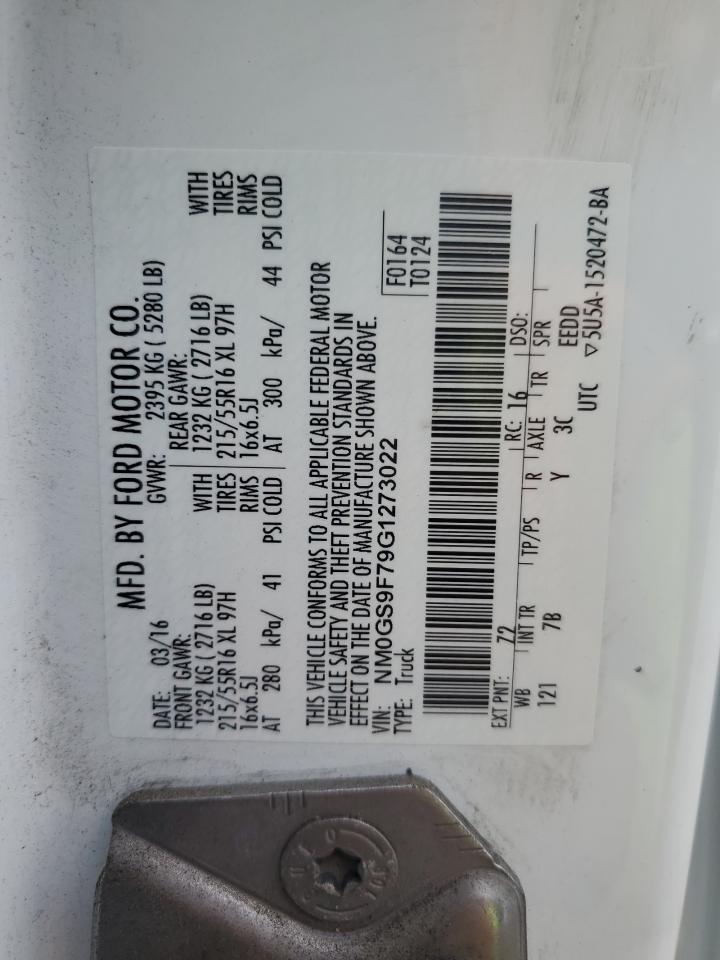 MFD. BY FORD MOTOR CO.
DATE: 03/16 GVWR: 2395 KG ( 5280 LB)
FRONT GAWR: REAR GAWR:
1232 KG ( 2716 LB) WITH 1232 KG ( 2716 LB) WITH
215/55R16 XL 97H TIRES 215/55R16 XL 97H TIRES
16x6.5J RIMS 16x6.5J RIMS
AT 280 kPa/ 41 PSI COLD AT 300 kPa/ 44 PSI COLD
THIS VEHICLE CONFORMS TO ALL APPLICABLE FEDERAL MOTOR
VEHICLE SAFETY AND THEFT PREVENTION STANDARDS IN
EFFECT ON THE DATE OF MANUFACTURE SHOWN ABOVE.
VIN: NM0GS9F79G1273022
TYPE: Truck
F0164
T0124
EXT PNT: Z2 RC: 16 DSO:
WB INT TR TP/PS R AXLE TR SPR
121 7B Y 3C EEDD
UTC ▽5U5A-1520472-BA